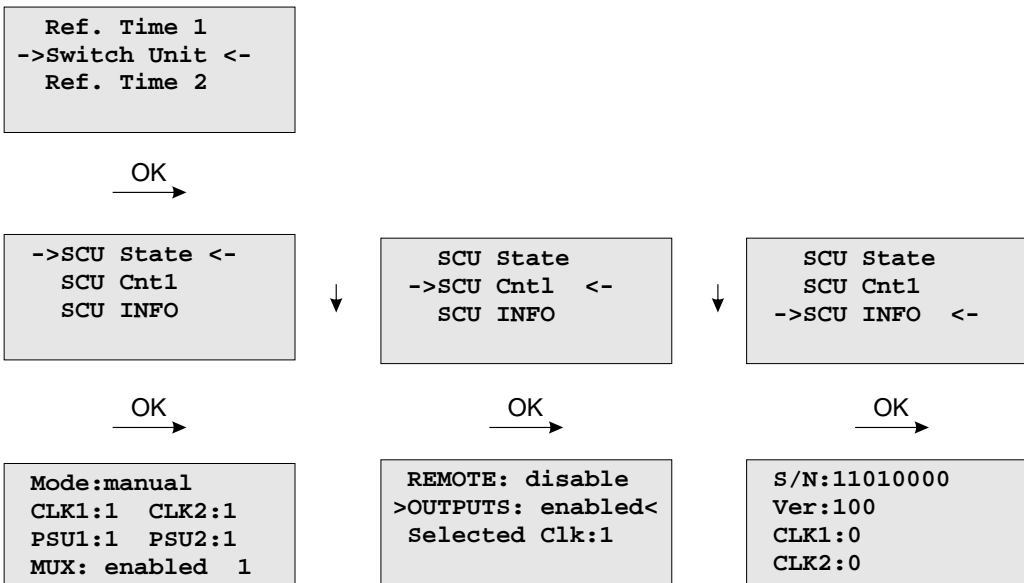 Ref. Time 1
->Switch Unit <-
Ref. Time 2
OK
->SCU State <-
SCU Cnt1
SCU INFO
SCU State
->SCU Cntl <-
SCU INFO
SCU State
SCU Cnt1
->SCU INFO <-
OK
OK
OK
Mode:manual
CLK1:1 CLK2:1
PSU1:1 PSU2:1
MUX: enabled 1
REMOTE: disable
>OUTPUTS: enabled<
Selected Clk:1
S/N:11010000
Ver:100
CLK1:0
CLK2:0